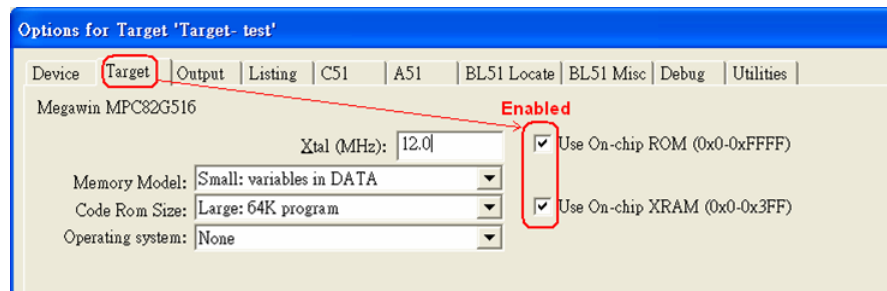 Options for Target 'Target- test'
Device Target Output Listing C51 A51 BL51 Locate BL51 Misc Debug Utilities
Megawin MPC82G516
Enabled
Xtal (MHz): 12.0
Use On-chip ROM (0x0-0xFFFF)
Memory Model: Small: variables in DATA
Code Rom Size: Large: 64K program
Use On-chip XRAM (0x0-0x3FF)
Operating system: None